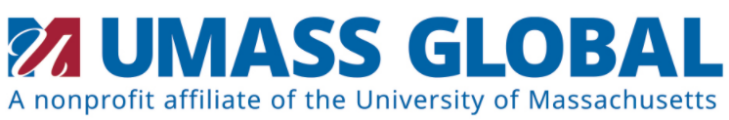 UMASS GLOBAL
A nonprofit affiliate of the University of Massachusetts